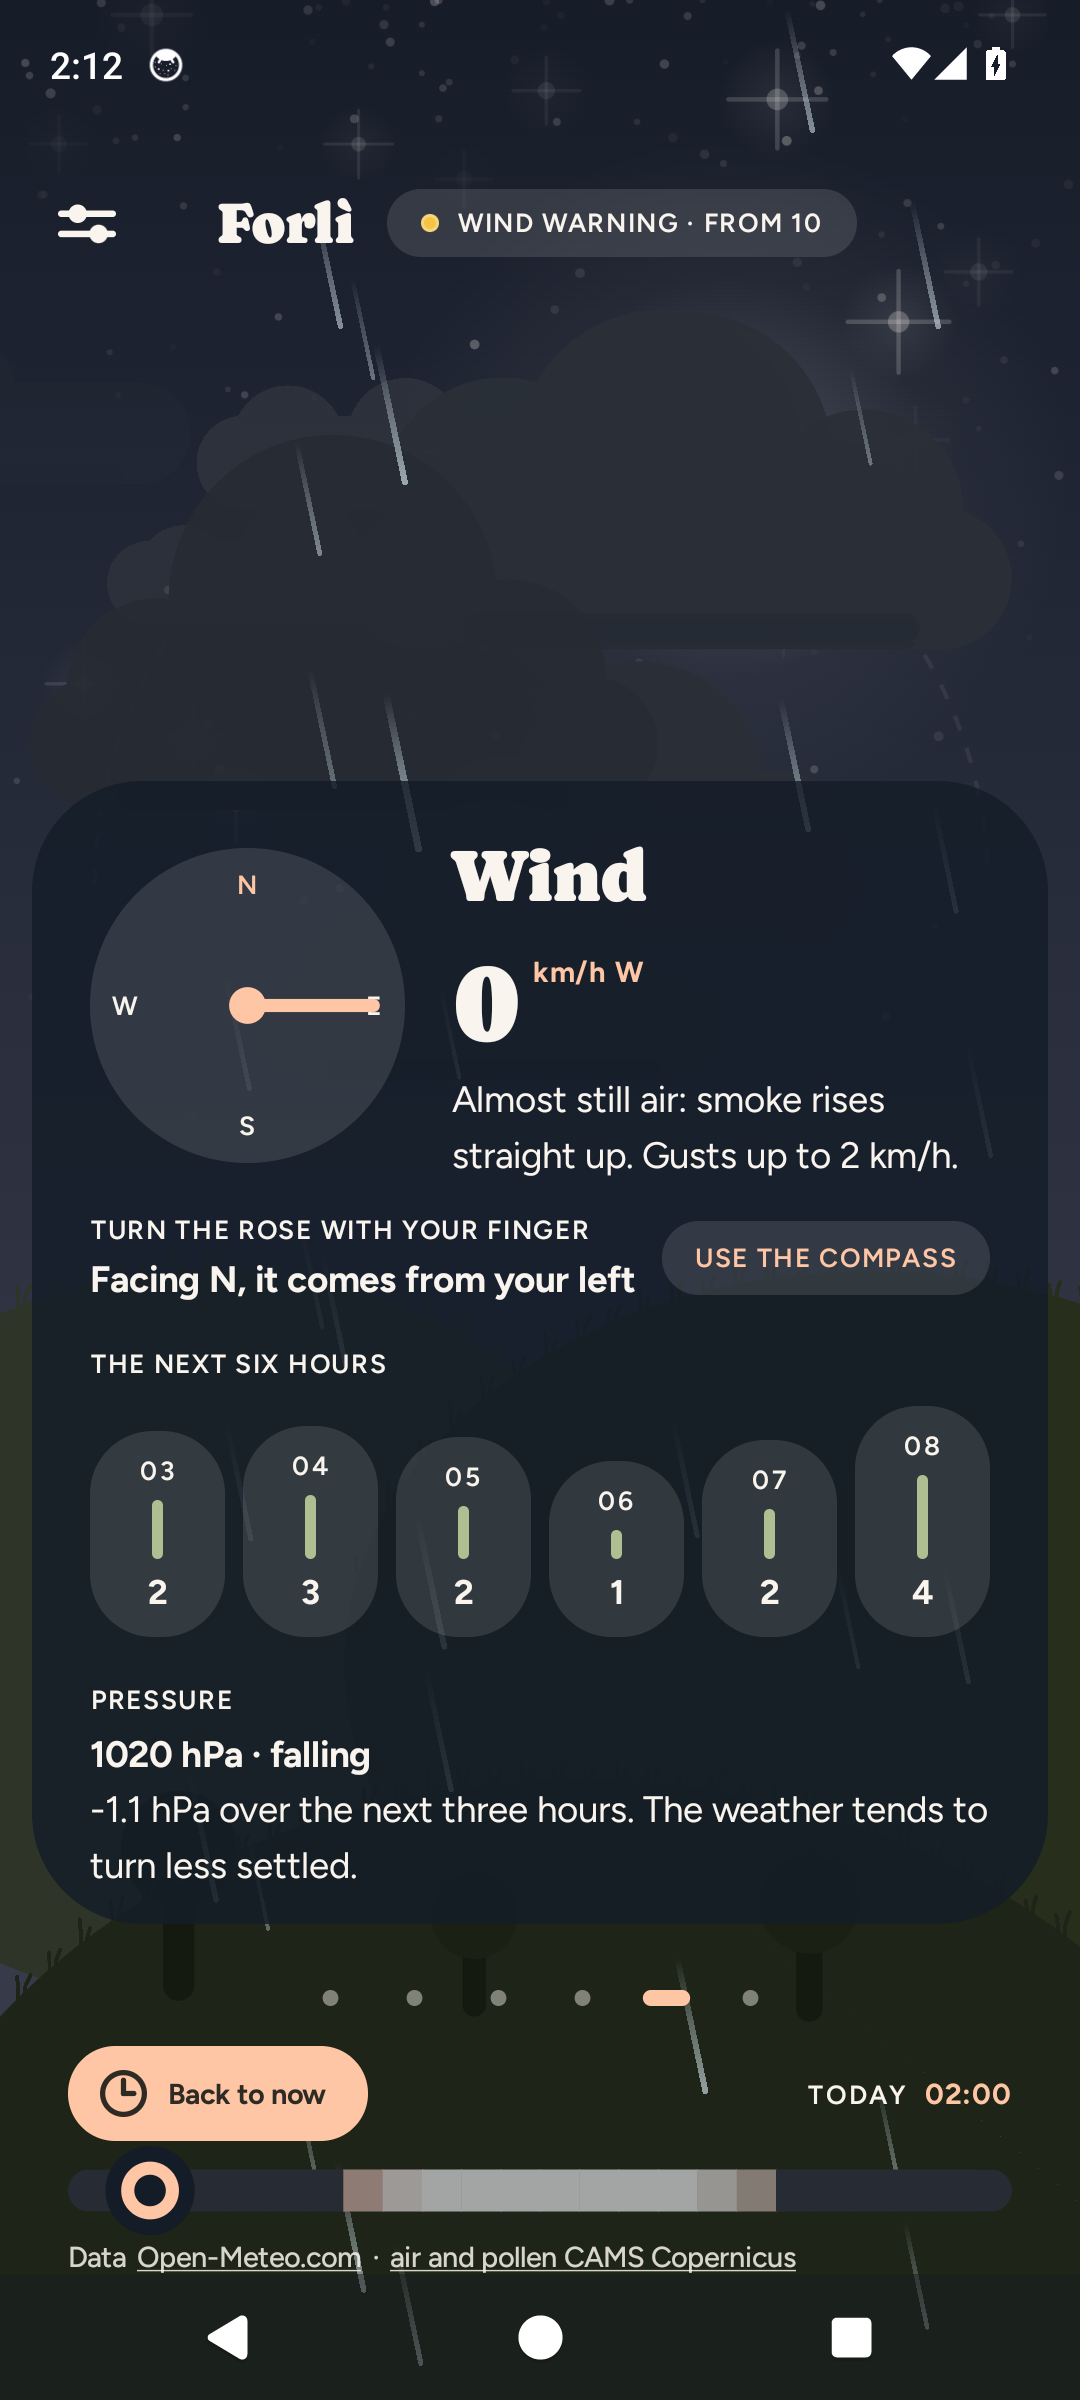 2:12
Forlì
WIND WARNING · FROM 10
N
W
E
S
Wind
0 km/h W
Almost still air: smoke rises
straight up. Gusts up to 2 km/h.
TURN THE ROSE WITH YOUR FINGER
Facing N, it comes from your left
USE THE COMPASS
THE NEXT SIX HOURS
03 04 05 06 07 08
2 3 2 1 2 4
PRESSURE
1020 hPa · falling
-1.1 hPa over the next three hours. The weather tends to
turn less settled.
Back to now
TODAY 02:00
Data Open-Meteo.com · air and pollen CAMS Copernicus